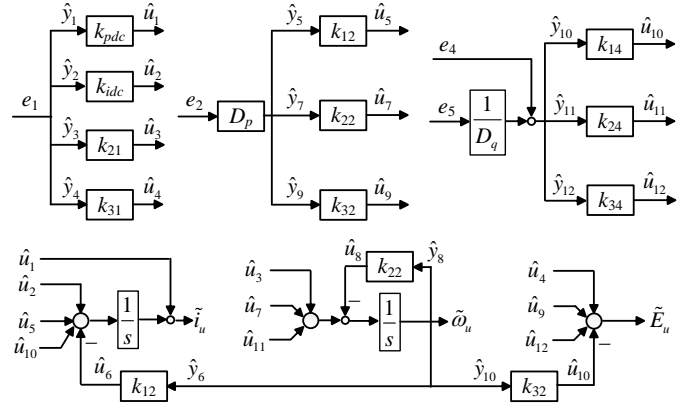 ŷ₁ k_pdc û₁
ŷ₅ k₁₂ û₅
ŷ₁₀ k₁₄ û₁₀
e₄
ŷ₂ k_idc û₂
e₁ e₂ D_p ŷ₇ k₂₂ û₇
e₅ 1/D_q ŷ₁₁ k₂₄ û₁₁
ŷ₃ k₂₁ û₃
ŷ₄ k₃₁ û₄
ŷ₉ k₃₂ û₉
ŷ₁₂ k₃₄ û₁₂
û₁
û₂
û₅
û₁₀
− 1/s ĩ_u
û₃
û₇
û₁₁
û₈ k₂₂ ŷ₈
− 1/s ω̃_u
û₄
û₉
û₁₂
− Ẽ_u
û₆ k₁₂ ŷ₆
ŷ₁₀ k₃₂ û₁₀